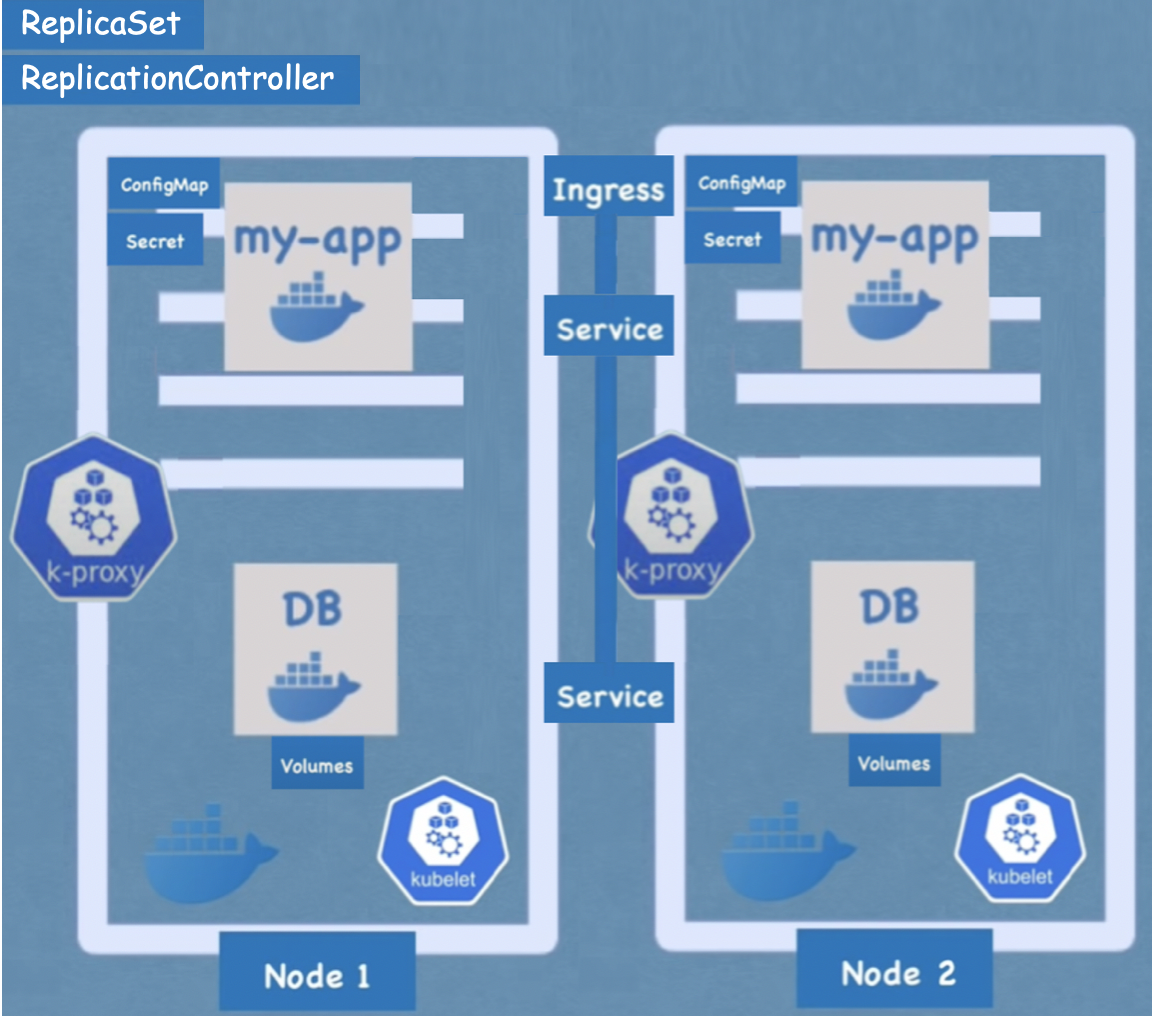 ReplicaSet
ReplicationController
ConfigMap
Secret
my-app
k-proxy
DB
Volumes
kubelet
Node 1
Ingress
Service
Service
ConfigMap
Secret
my-app
k-proxy
DB
Volumes
kubelet
Node 2